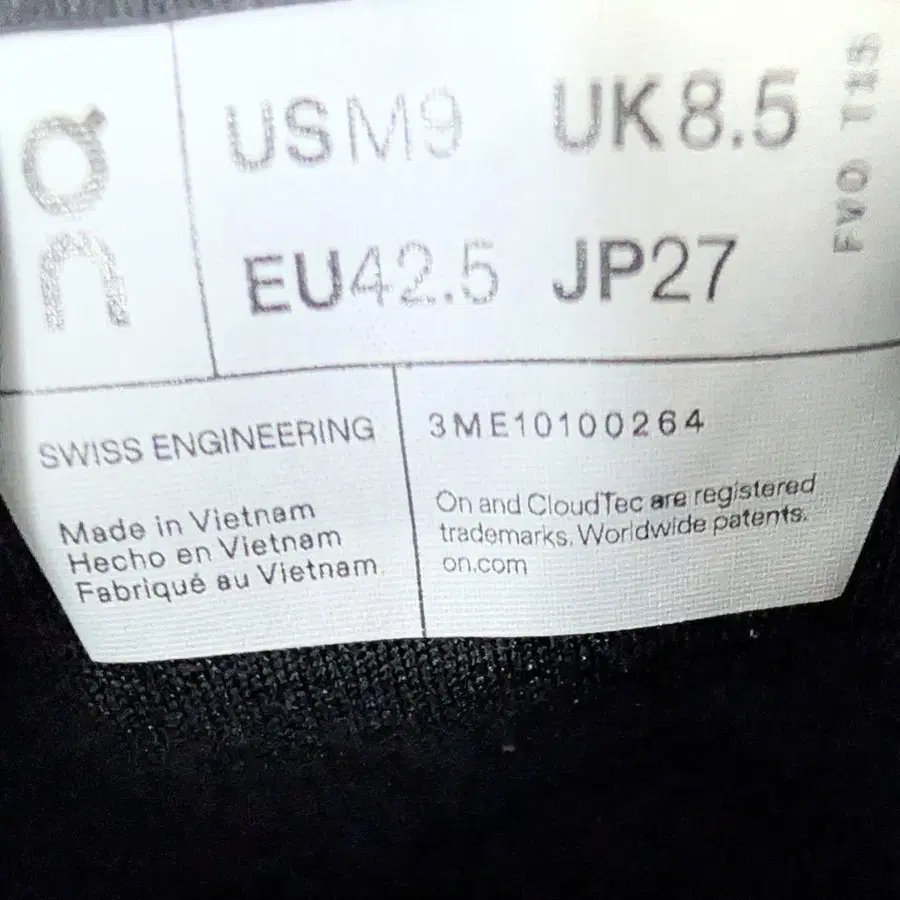 on
USM9 UK8.5
EU42.5 JP27
FVO TX5
SWISS ENGINEERING
Made in Vietnam
Hecho en Vietnam
Fabriqué au Vietnam
3ME10100264
On and CloudTec are registered
trademarks. Worldwide patents.
on.com